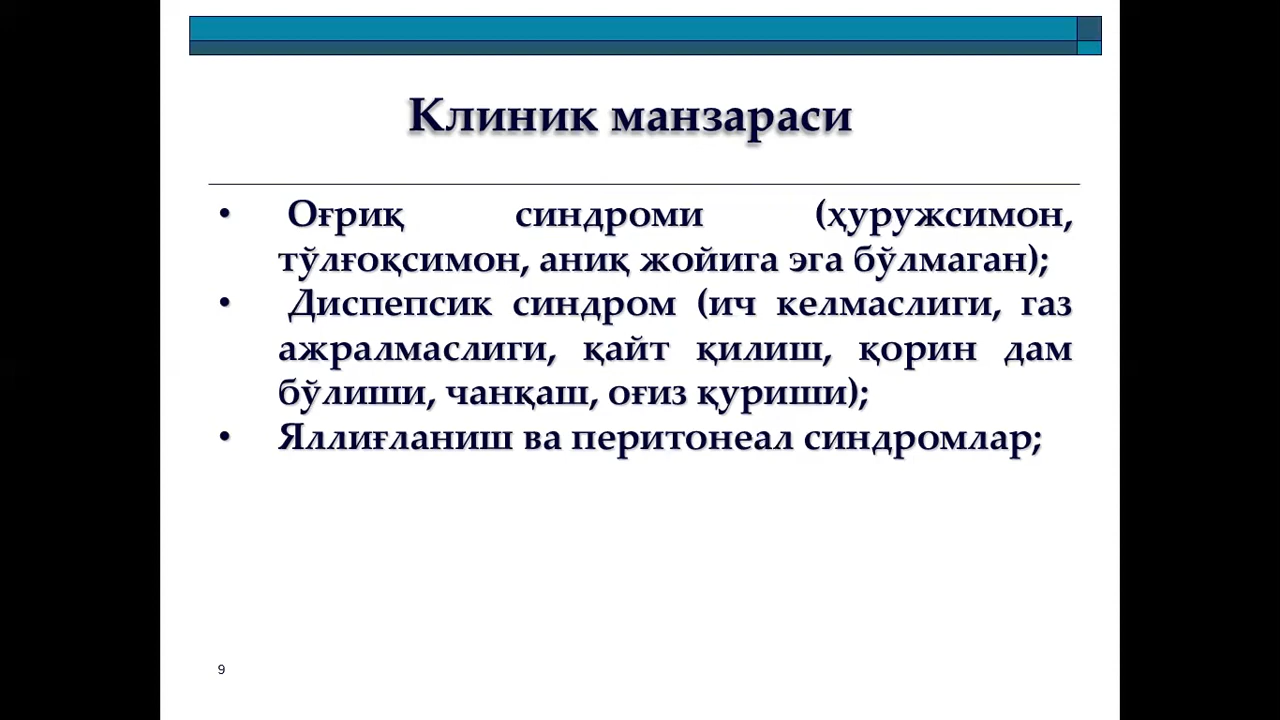 Клиник манзараси
• Оғриқ синдроми (ҳуружсимон,
тўлғоқсимон, аниқ жойига эга бўлмаган);
• Диспепсик синдром (ич келмаслиги, газ
ажралмаслиги, қайт қилиш, қорин дам
бўлиши, чанқаш, оғиз қуриши);
• Яллиғланиш ва перитонеал синдромлар;
9